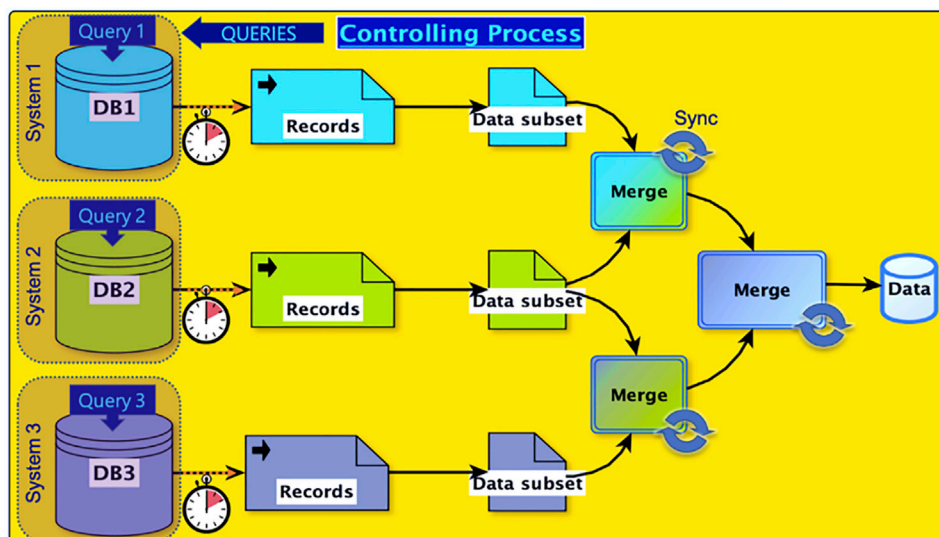 Query 1
QUERIES
Controlling Process
System 1
DB1
Records
Data subset
Sync
Merge
Query 2
System 2
DB2
Records
Data subset
Merge
Data
Query 3
System 3
DB3
Records
Data subset
Merge